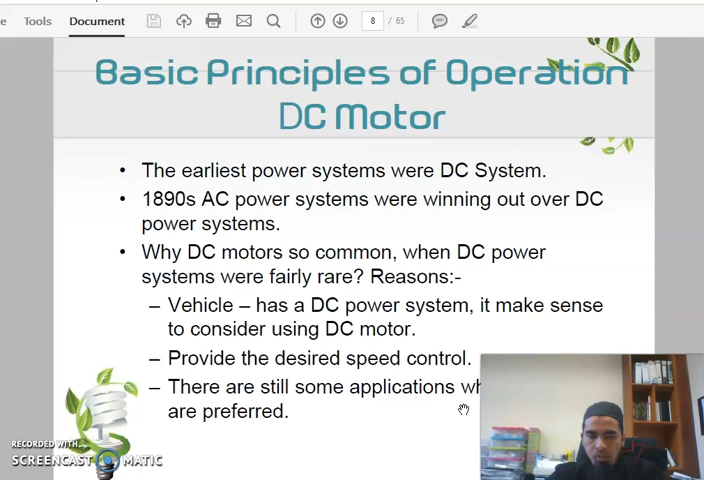 Tools Document 8 / 65
Basic Principles of Operation
DC Motor
• The earliest power systems were DC System.
• 1890s AC power systems were winning out over DC
power systems.
• Why DC motors so common, when DC power
systems were fairly rare? Reasons:-
– Vehicle – has a DC power system, it make sense
to consider using DC motor.
– Provide the desired speed control.
– There are still some applications
are preferred.
RECORDED WITH
SCREENCAST MATIC